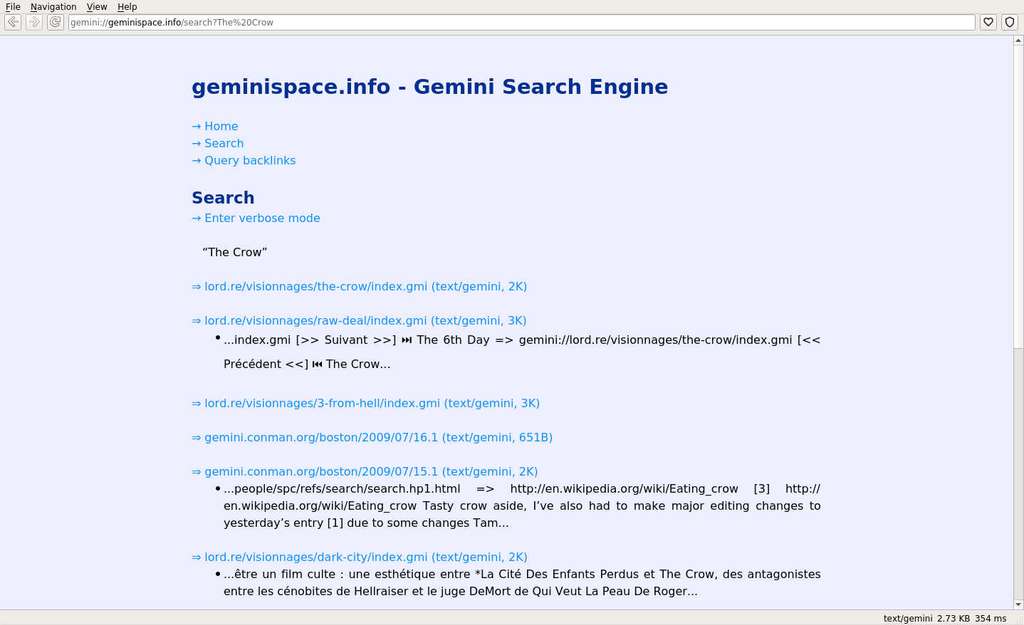 File Navigation View Help
gemini://geminispace.info/search?The%20Crow
geminispace.info - Gemini Search Engine
→ Home
→ Search
→ Query backlinks
Search
→ Enter verbose mode
“The Crow”
⇒ lord.re/visionnages/the-crow/index.gmi (text/gemini, 2K)
⇒ lord.re/visionnages/raw-deal/index.gmi (text/gemini, 3K)
• ...index.gmi [>> Suivant >>] ⏭ The 6th Day => gemini://lord.re/visionnages/the-crow/index.gmi [<<
Précédent <<] ⏮ The Crow...
⇒ lord.re/visionnages/3-from-hell/index.gmi (text/gemini, 3K)
⇒ gemini.conman.org/boston/2009/07/16.1 (text/gemini, 651B)
⇒ gemini.conman.org/boston/2009/07/15.1 (text/gemini, 2K)
• ...people/spc/refs/search/search.hp1.html => http://en.wikipedia.org/wiki/Eating_crow [3] http://
en.wikipedia.org/wiki/Eating_crow Tasty crow aside, I’ve also had to make major editing changes to
yesterday’s entry [1] due to some changes Tam...
⇒ lord.re/visionnages/dark-city/index.gmi (text/gemini, 2K)
• ...être un film culte : une esthétique entre *La Cité Des Enfants Perdus et The Crow, des antagonistes
entre les cénobites de Hellraiser et le juge DeMort de Qui Veut La Peau De Roger...
text/gemini 2.73 KB 354 ms